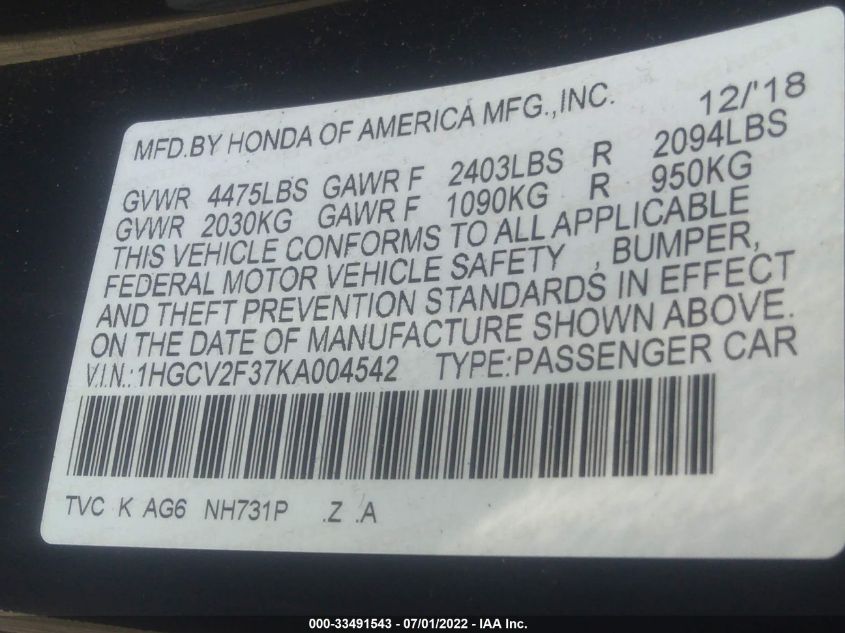 MFD.BY HONDA OF AMERICA MFG.,INC. 12/'18
GVWR 4475LBS GAWR F 2403LBS R 2094LBS
GVWR 2030KG GAWR F 1090KG R 950KG
THIS VEHICLE CONFORMS TO ALL APPLICABLE
FEDERAL MOTOR VEHICLE SAFETY , BUMPER,
AND THEFT PREVENTION STANDARDS IN EFFECT
ON THE DATE OF MANUFACTURE SHOWN ABOVE.
V.I.N.:1HGCV2F37KA004542 TYPE:PASSENGER CAR
TVC K AG6 NH731P .Z .A
000-33491543 - 07/01/2022 - IAA Inc.